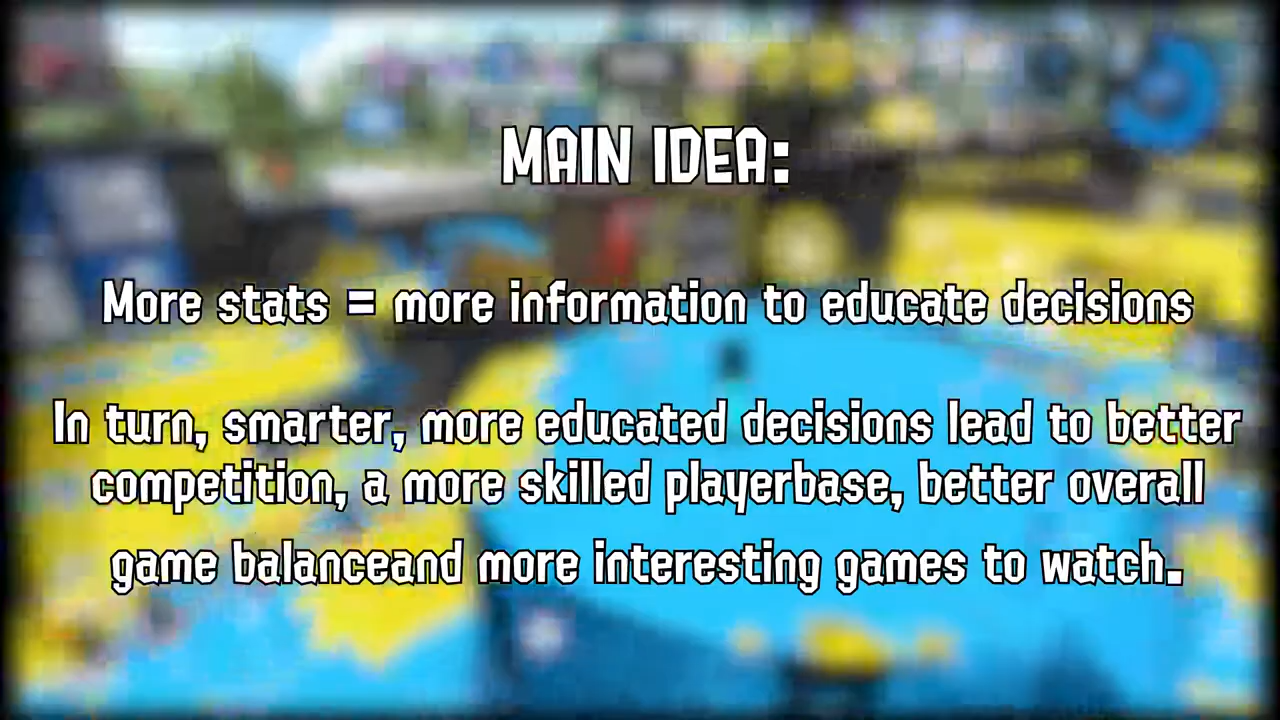 MAIN IDEA:
More stats = more information to educate decisions
In turn, smarter, more educated decisions lead to better
competition, a more skilled playerbase, better overall
game balanceand more interesting games to watch.